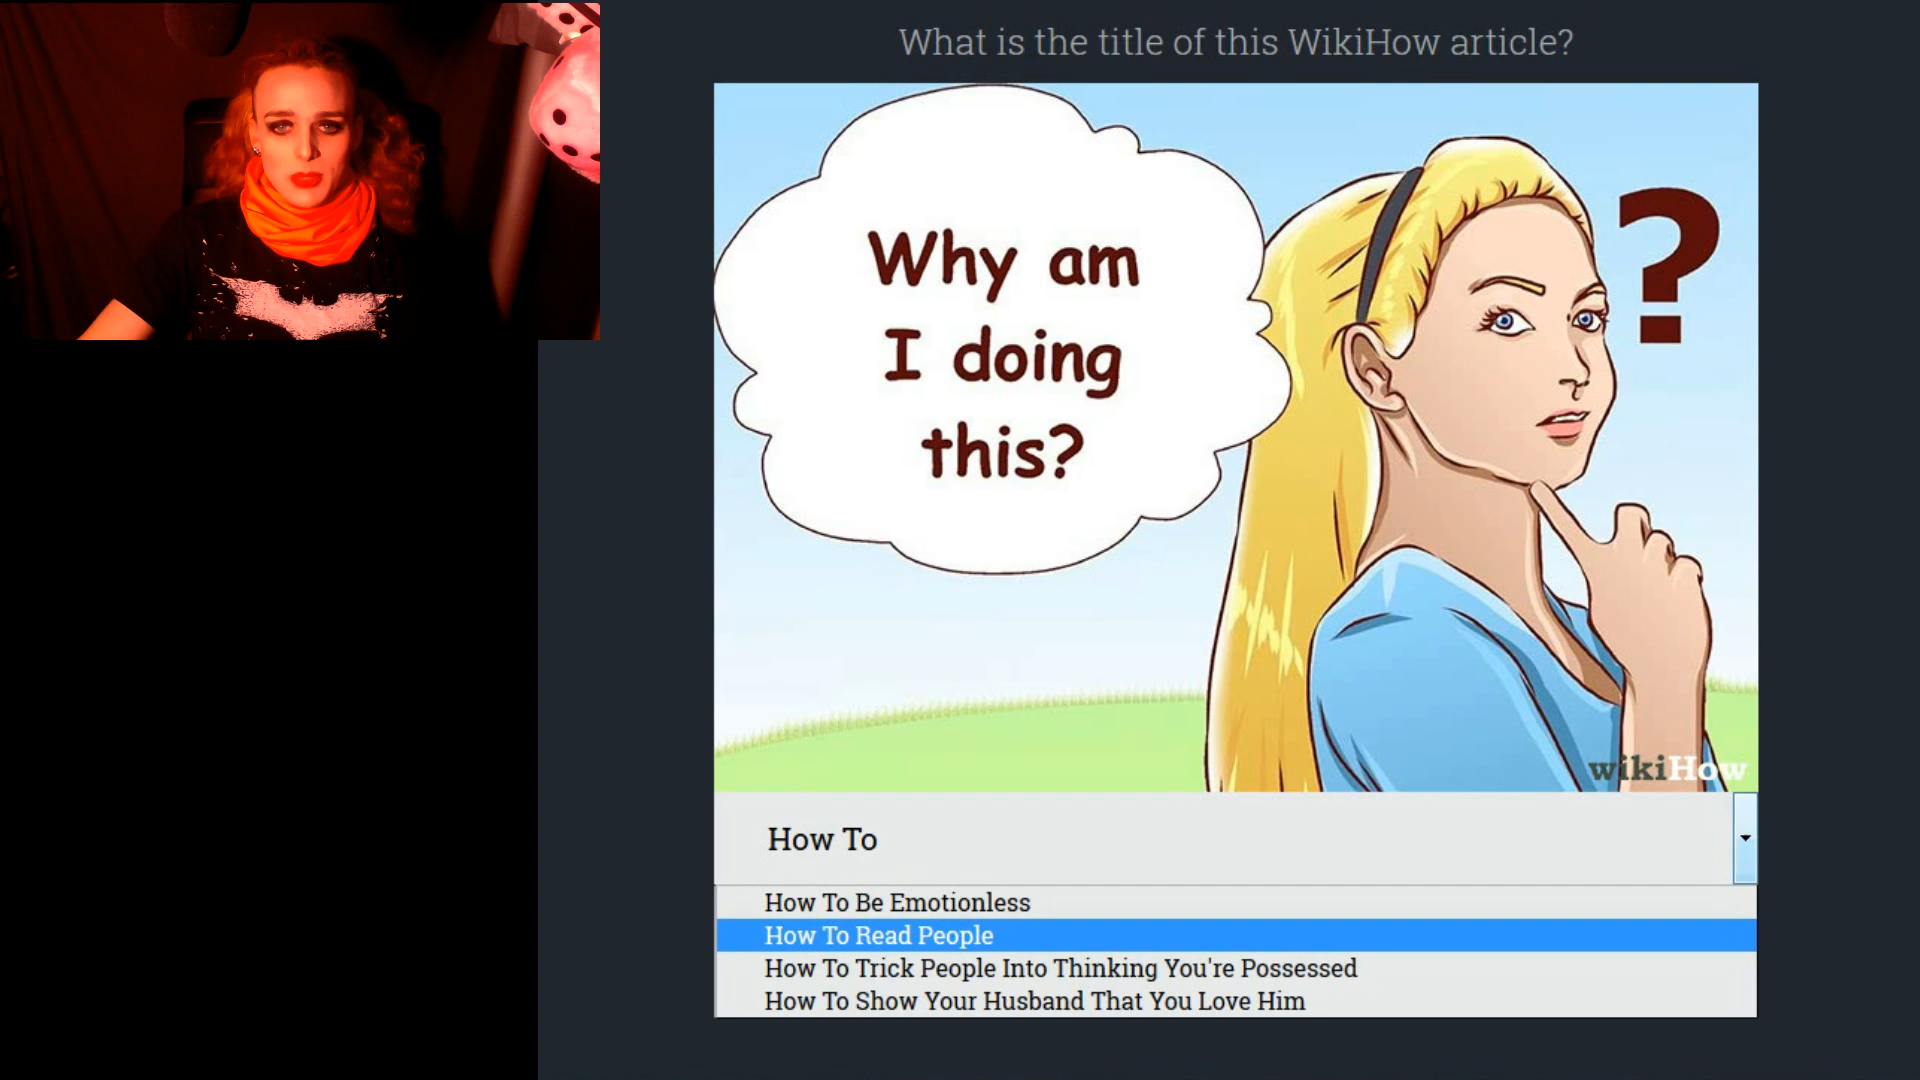 What is the title of this WikiHow article?
Why am
I doing
this?
?
wikiHow
How To
How To Be Emotionless
How To Read People
How To Trick People Into Thinking You're Possessed
How To Show Your Husband That You Love Him